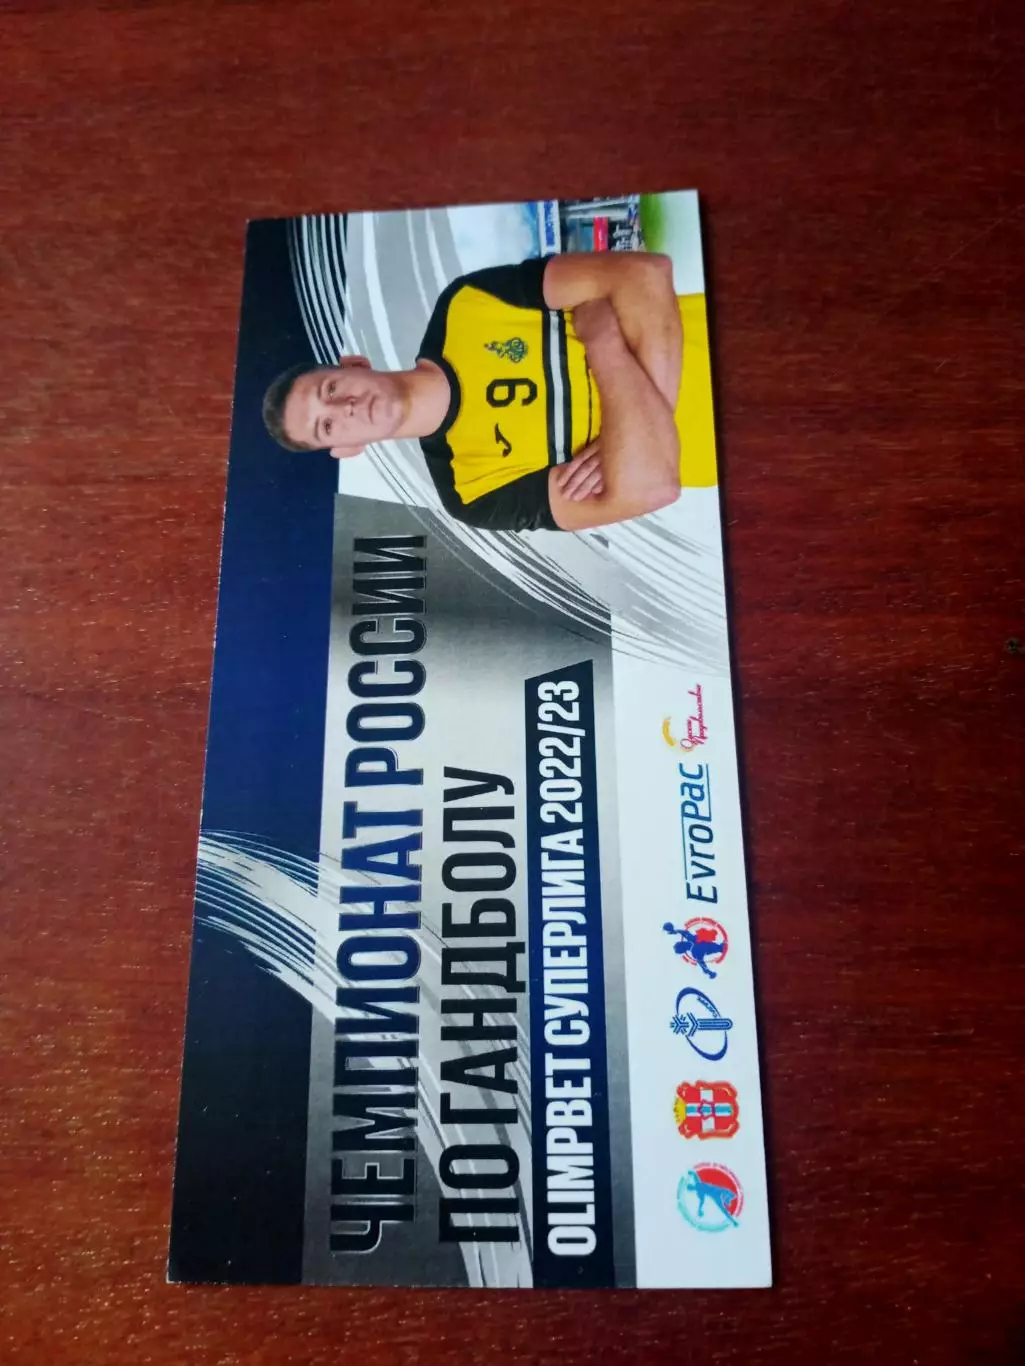 ЧЕМПИОНАТ РОССИИ
ПО ГАНДБОЛУ
OLIMPBET СУПЕРЛИГА 2022/23
EvroPac
9